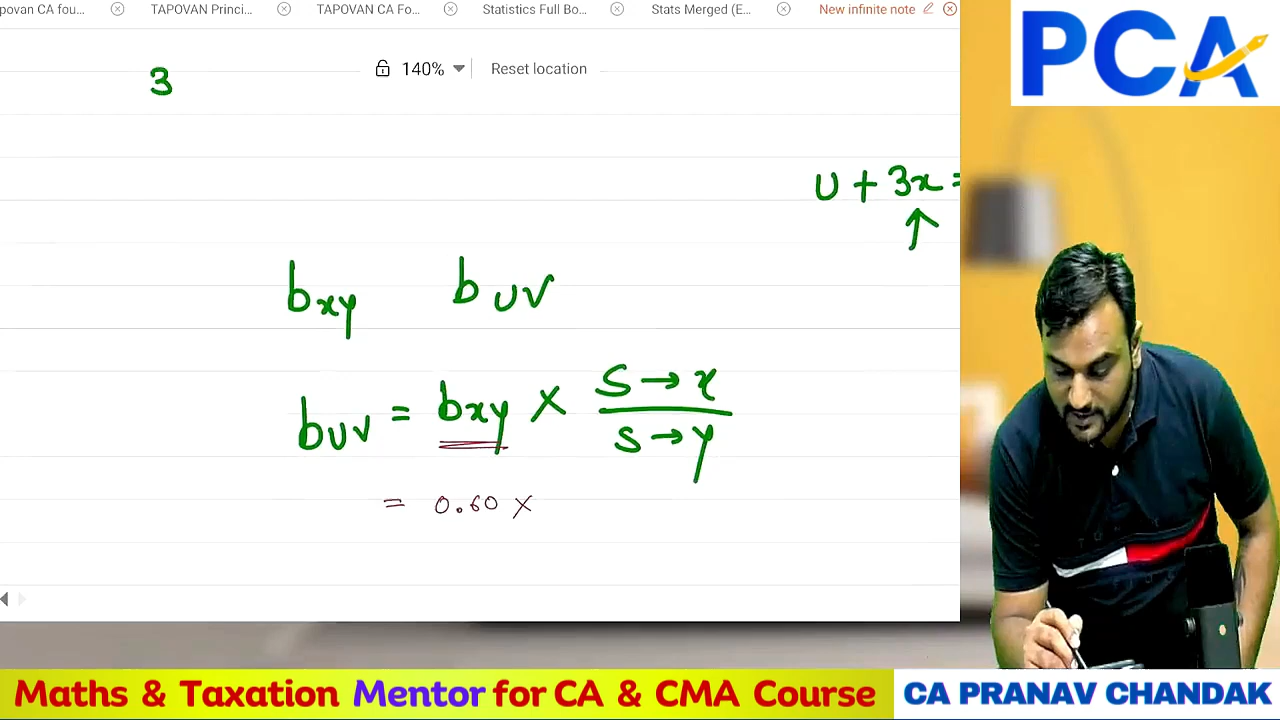 povan CA fou...
TAPOVAN Princi...
TAPOVAN CA Fo...
Statistics Full Bo...
Stats Merged (E...
New infinite note
PCA
3
140%
Reset location
U + 3x =
bxy
bUV
bUV = bxy × S → x
S → y
= 0.60 ×
Maths & Taxation Mentor for CA & CMA Course
CA PRANAV CHANDAK